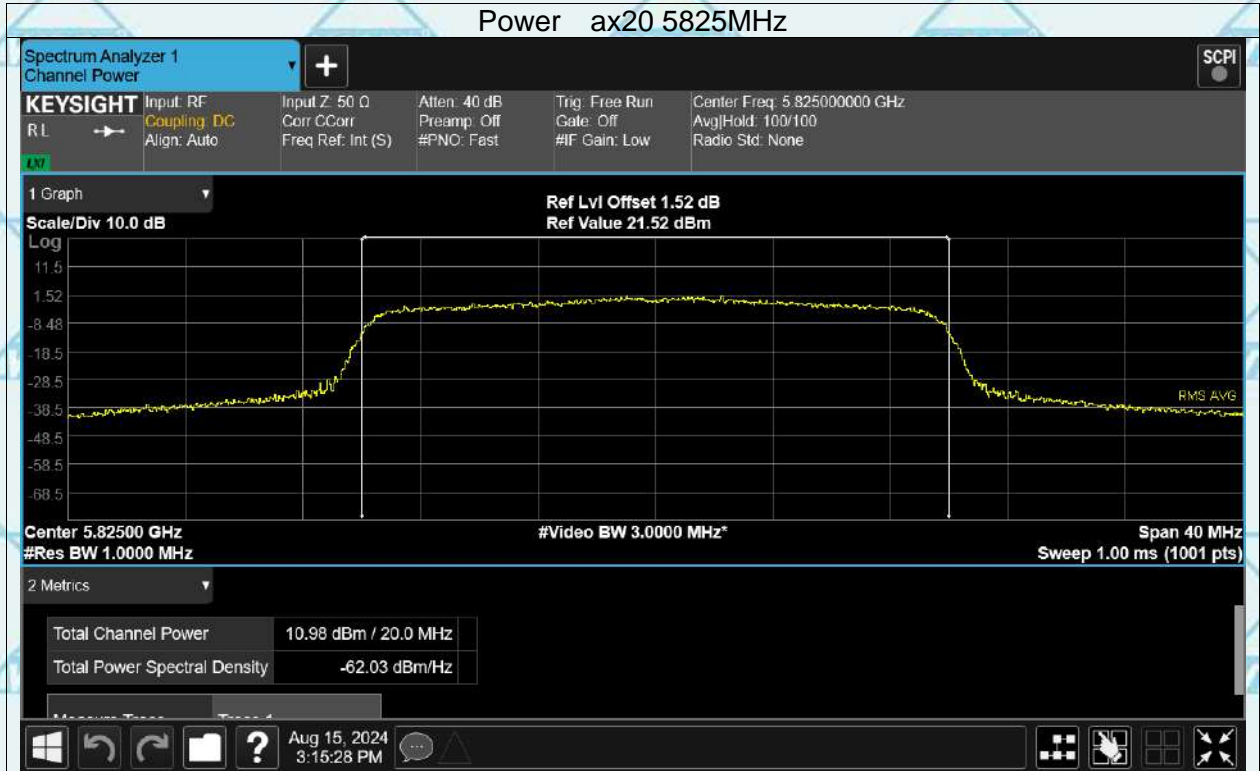 Power ax20 5825MHz
Spectrum Analyzer 1
Channel Power
SCPI
KEYSIGHT
RL
LXI
Input: RF
Coupling: DC
Align: Auto
Input Z: 50 Ω
Corr CCorr
Freq Ref: Int (S)
Atten: 40 dB
Preamp: Off
#PNO: Fast
Trig: Free Run
Gate: Off
#IF Gain: Low
Center Freq: 5.825000000 GHz
Avg|Hold: 100/100
Radio Std: None
1 Graph
Scale/Div 10.0 dB
Ref Lvl Offset 1.52 dB
Ref Value 21.52 dBm
Log
11.5
1.52
-8.48
-18.5
-28.5
-38.5
-48.5
-58.5
-68.5
RMS AVG
Center 5.82500 GHz
#Res BW 1.0000 MHz
#Video BW 3.0000 MHz*
Span 40 MHz
Sweep 1.00 ms (1001 pts)
2 Metrics
Total Channel Power 10.98 dBm / 20.0 MHz
Total Power Spectral Density -62.03 dBm/Hz
?
Aug 15, 2024
3:15:28 PM